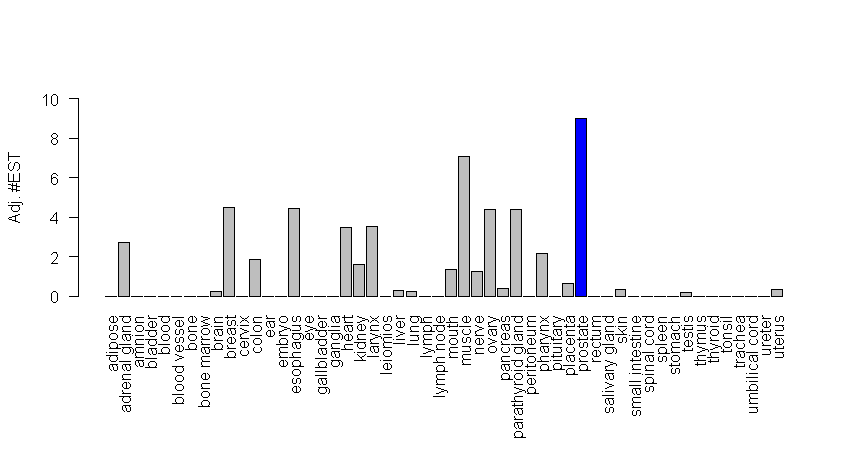 Adj. #EST
10
8
6
4
2
0
adipose
adrenal gland
amnion
bladder
blood
blood vessel
bone
bone marrow
brain
breast
cervix
colon
ear
embryo
esophagus
eye
gallbladder
ganglia
heart
kidney
larynx
leiomios
liver
lung
lymph
lymph node
mouth
muscle
nerve
ovary
pancreas
parathyroid gland
peritoneum
pharynx
pituitary
placenta
prostate
rectum
salivary gland
skin
small intestine
spinal cord
spleen
stomach
testis
thymus
thyroid
tonsil
trachea
umbilical cord
ureter
uterus